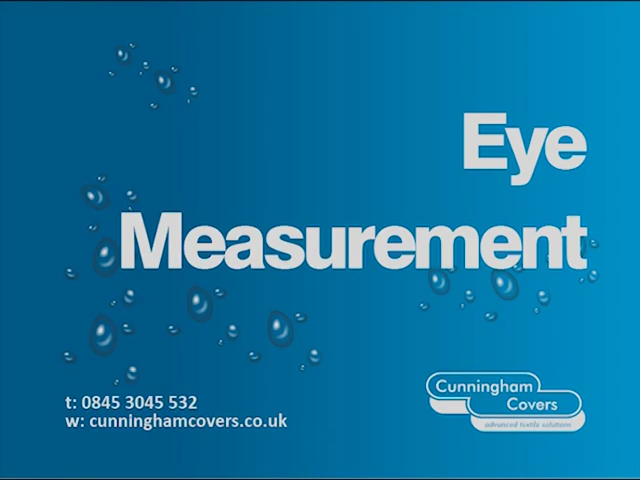 Eye
Measurement
t: 0845 3045 532
w: cunninghamcovers.co.uk
Cunningham
Covers
advanced textile solutions